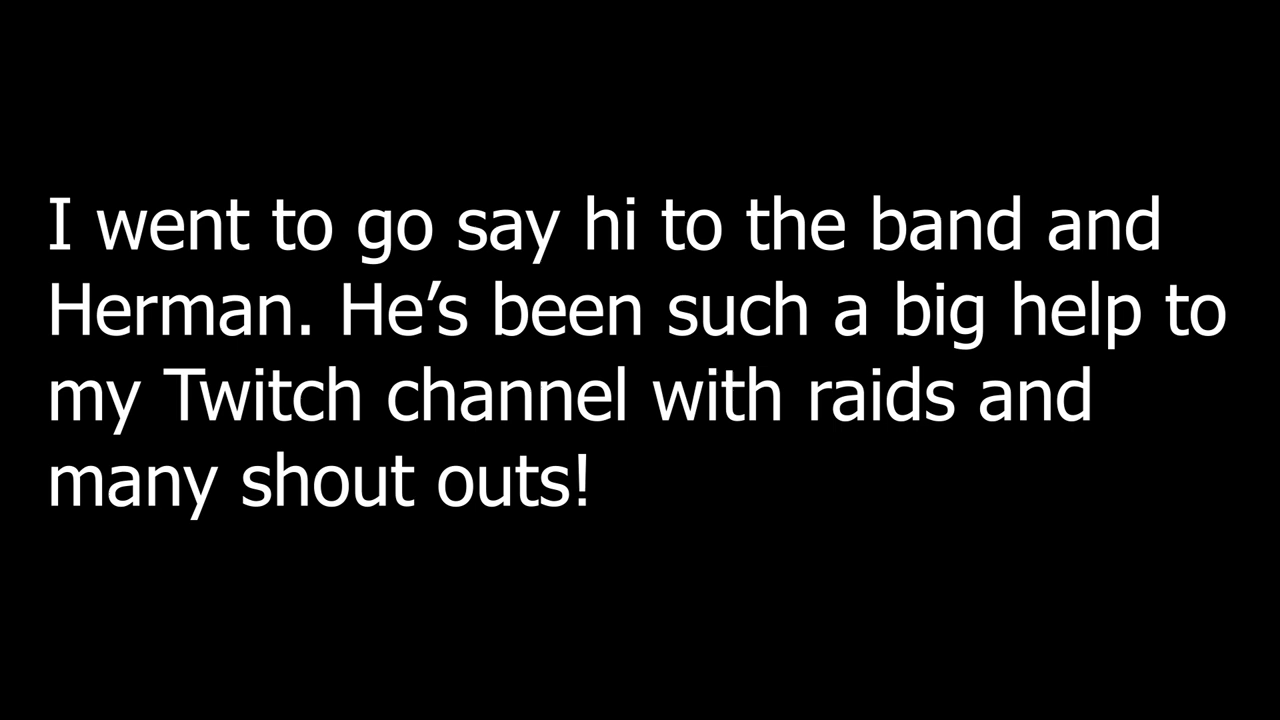 I went to go say hi to the band and
Herman. He’s been such a big help to
my Twitch channel with raids and
many shout outs!